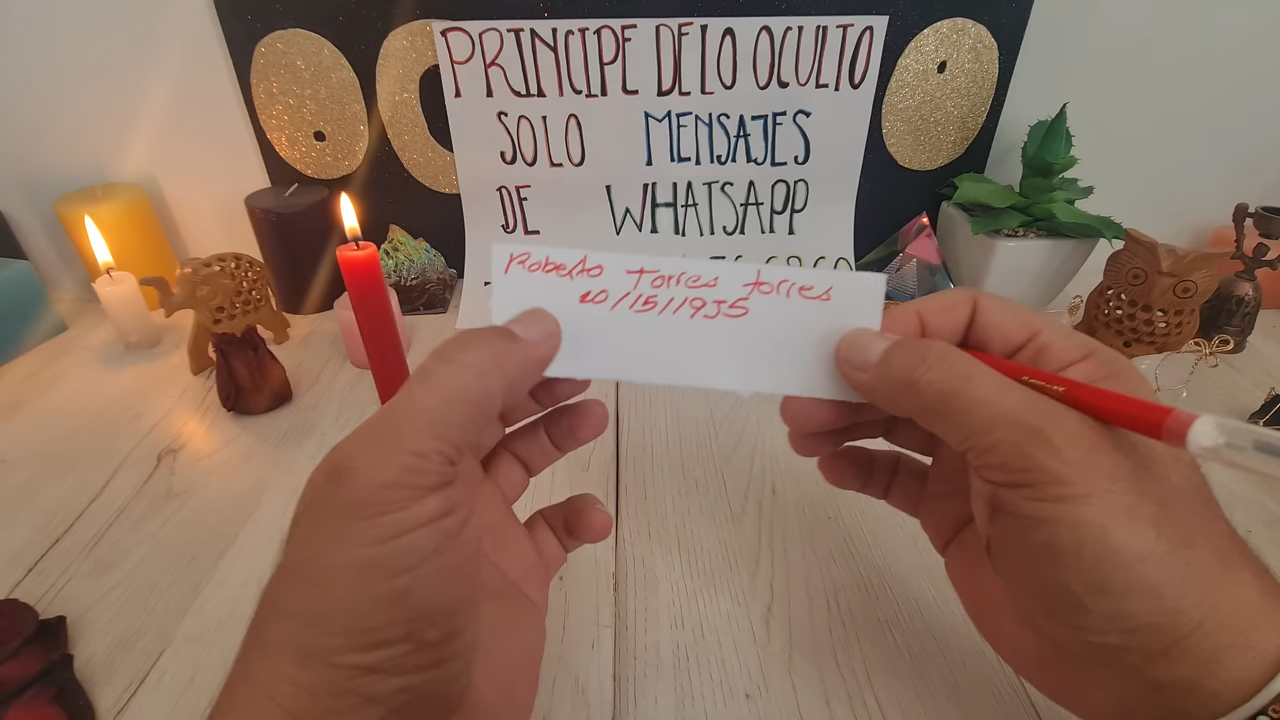 PRINCIPE DE LO OCULTO
SOLO MENSAJES
DE WHATSAPP
Roberto Torres torres
10/15/1935